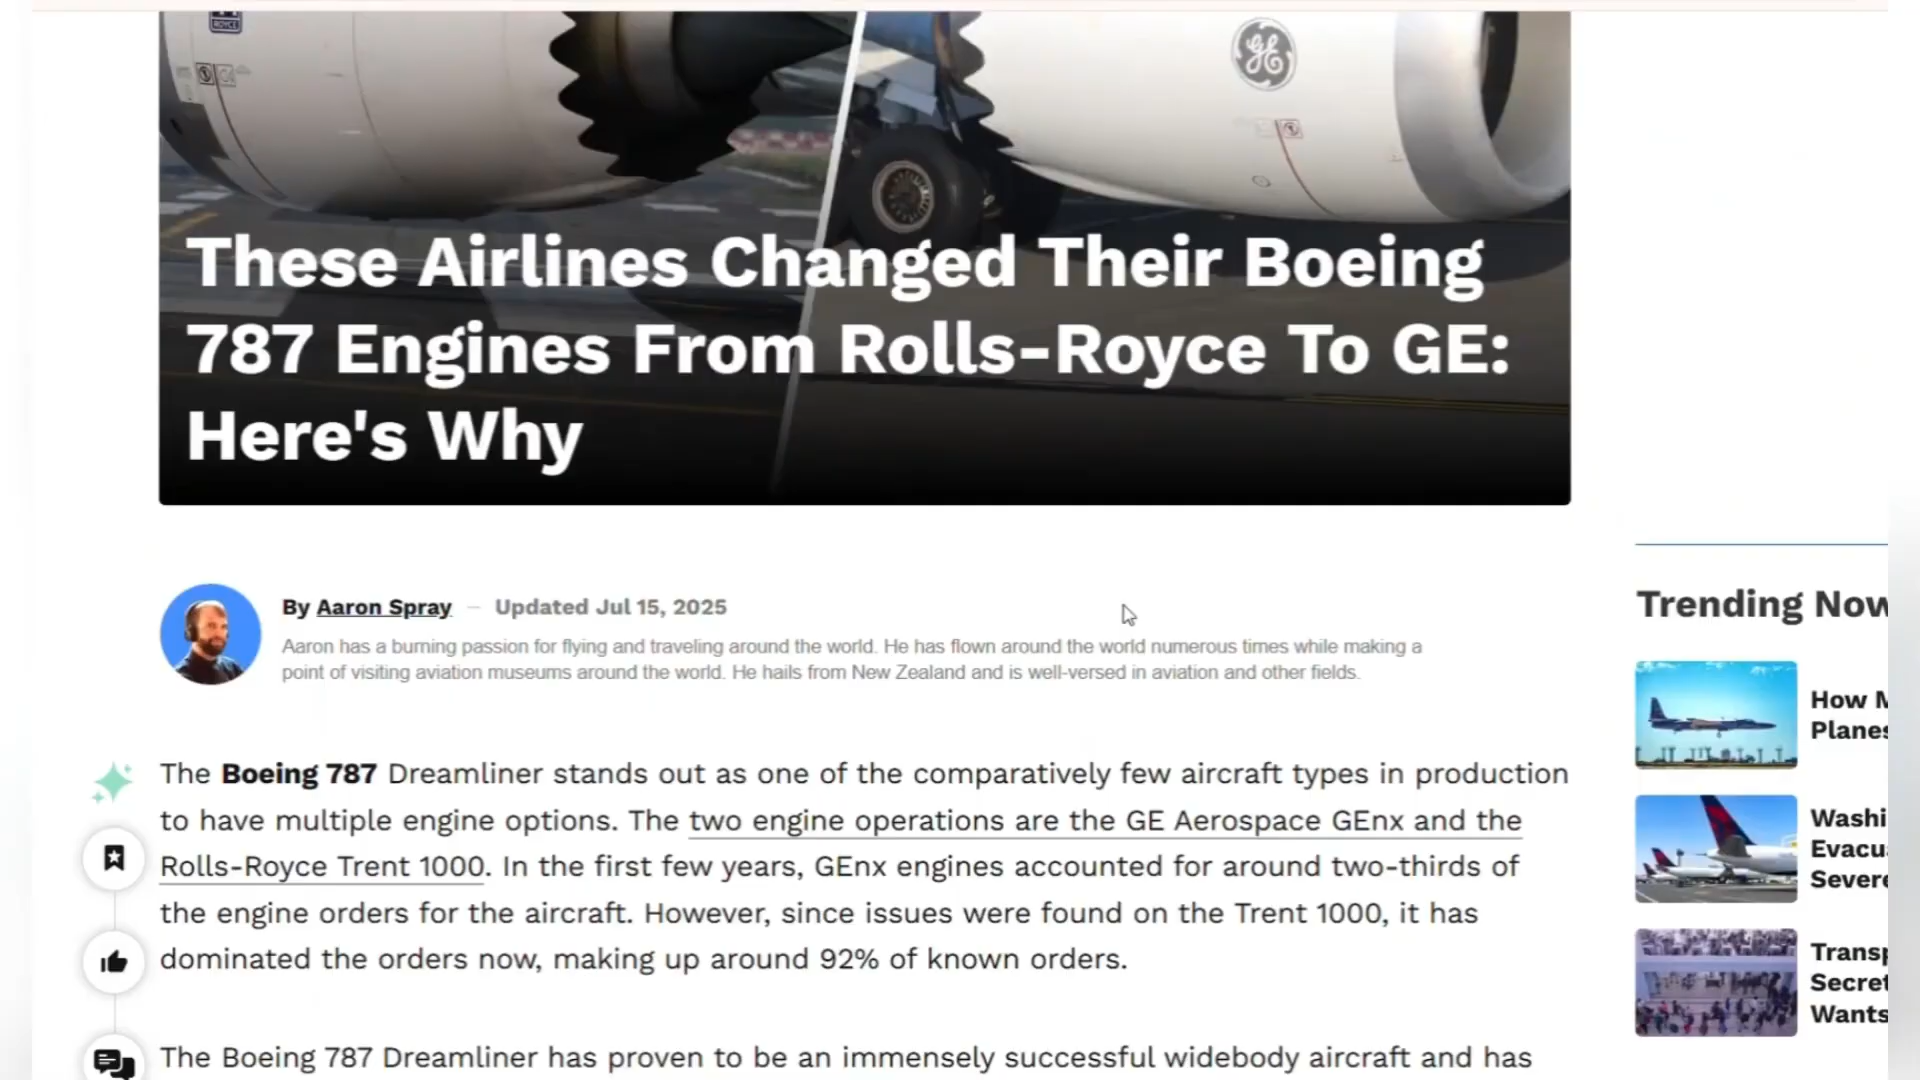 ROYCE
GE
These Airlines Changed Their Boeing
787 Engines From Rolls-Royce To GE:
Here's Why
By Aaron Spray — Updated Jul 15, 2025
Aaron has a burning passion for flying and traveling around the world. He has flown around the world numerous times while making a
point of visiting aviation museums around the world. He hails from New Zealand and is well-versed in aviation and other fields.
The Boeing 787 Dreamliner stands out as one of the comparatively few aircraft types in production
to have multiple engine options. The two engine operations are the GE Aerospace GEnx and the
Rolls-Royce Trent 1000. In the first few years, GEnx engines accounted for around two-thirds of
the engine orders for the aircraft. However, since issues were found on the Trent 1000, it has
dominated the orders now, making up around 92% of known orders.
The Boeing 787 Dreamliner has proven to be an immensely successful widebody aircraft and has
Trending Now
How M
Planes
Washi
Evacu
Severe
Transp
Secret
Wants